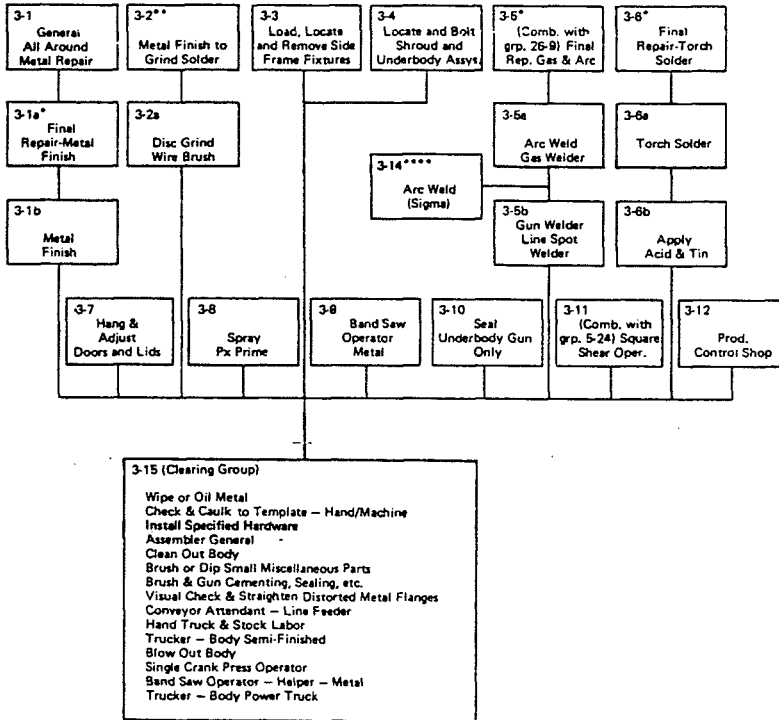 3-1
General
All Around
Metal Repair
3-2**
Metal Finish to
Grind Solder
3-3
Load, Locate
and Remove Side
Frame Fixtures
3-4
Locate and Bolt
Shroud and
Underbody Assys.
3-5*
(Comb. with
grp. 26-9) Final
Rep. Gas & Arc
3-6*
Final
Repair-Torch
Solder
3-1a*
Final
Repair-Metal
Finish
3-2a
Disc Grind
Wire Brush
3-5a
Arc Weld
Gas Welder
3-6a
Torch Solder
3-14****
Arc Weld
(Sigma)
3-1b
Metal
Finish
3-5b
Gun Welder
Line Spot
Welder
3-6b
Apply
Acid & Tin
3-7
Hang &
Adjust
Doors and Lids
3-8
Spray
Px Prime
3-9
Band Saw
Operator
Metal
3-10
Seal
Underbody Gun
Only
3-11
(Comb. with
grp. 5-24) Square
Shear Oper.
3-12
Prod.
Control Shop
3-15 (Clearing Group)
Wipe or Oil Metal
Check & Caulk to Template — Hand/Machine
Install Specified Hardware
Assembler General -
Clean Out Body
Brush or Dip Small Miscellaneous Parts
Brush & Gun Cementing, Sealing, etc.
Visual Check & Straighten Distorted Metal Flanges
Conveyor Attendant — Line Feeder
Hand Truck & Stock Labor
Trucker — Body Semi-Finished
Blow Out Body
Single Crank Press Operator
Band Saw Operator — Helper — Metal
Trucker — Body Power Truck